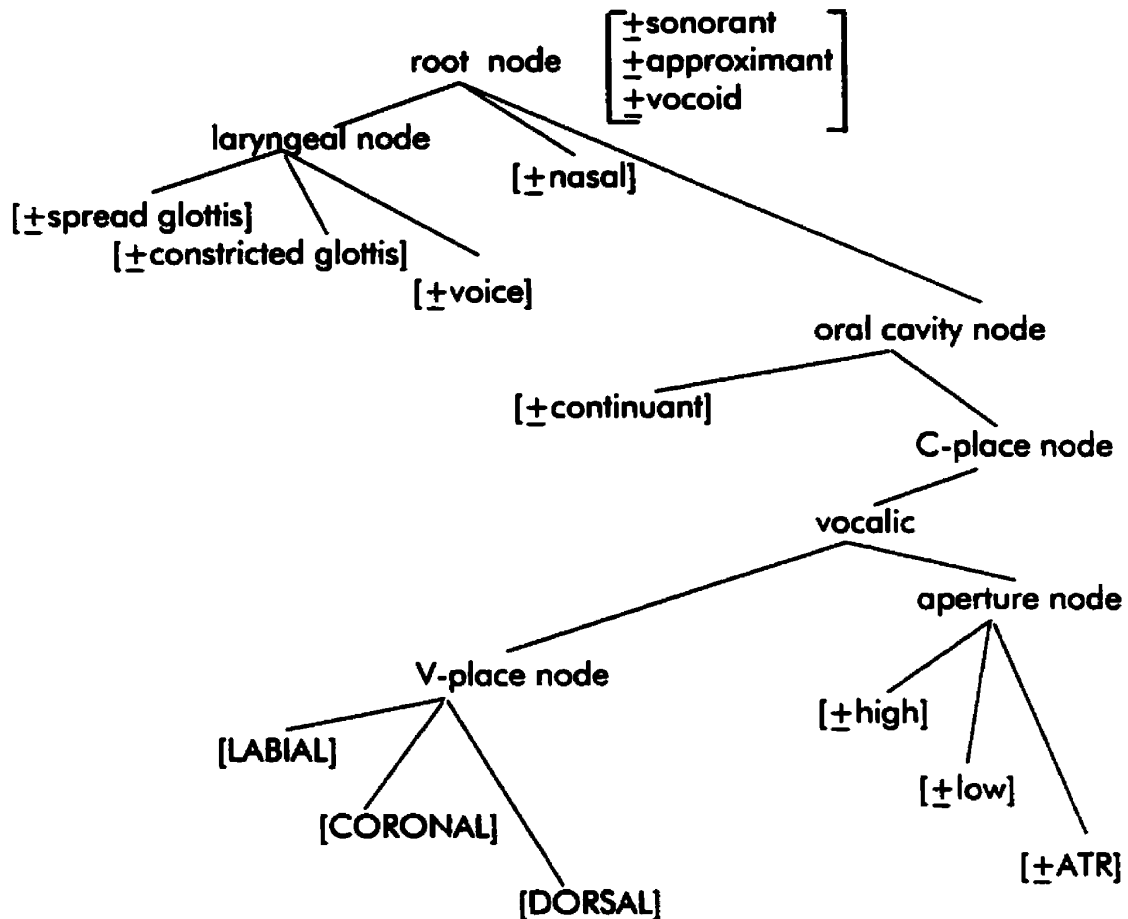 ±sonorant
root node
±approximant
±vocoid
laryngeal node
[±nasal]
[±spread glottis]
[±constricted glottis]
[±voice]
oral cavity node
[±continuant]
C-place node
vocalic
aperture node
V-place node
[±high]
[LABIAL]
[±low]
[CORONAL]
[±ATR]
[DORSAL]